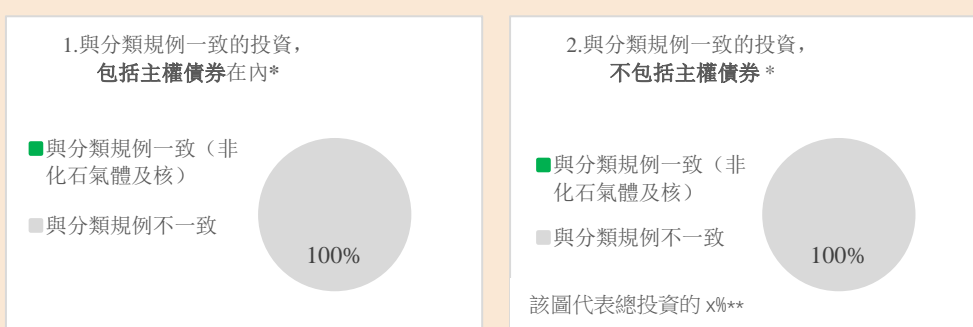 1.與分類規例一致的投資，
包括主權債券在內*
與分類規例一致（非
化石氣體及核）
與分類規例不一致
100%
2.與分類規例一致的投資，
不包括主權債券 *
與分類規例一致（非
化石氣體及核）
與分類規例不一致
100%
該圖代表總投資的 x%**